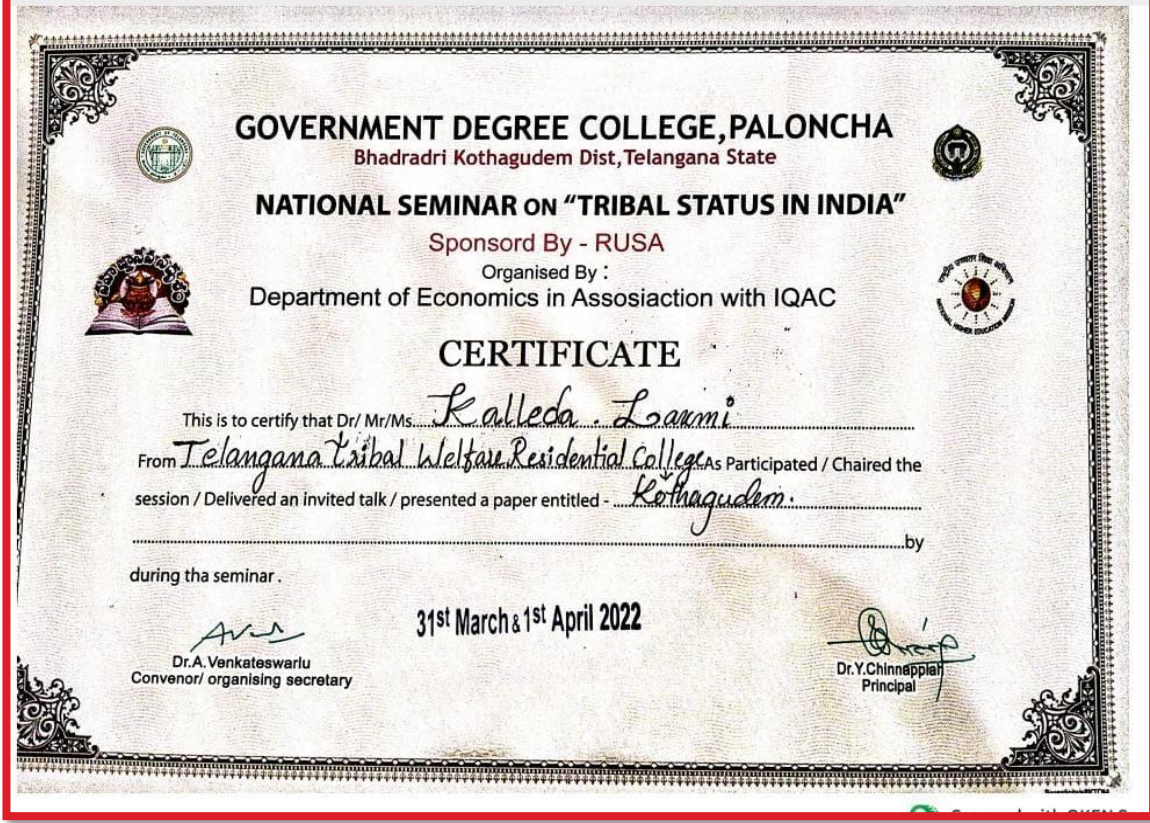 GOVERNMENT DEGREE COLLEGE,PALONCHA
Bhadradri Kothagudem Dist,Telangana State
NATIONAL SEMINAR ON “TRIBAL STATUS IN INDIA”
Sponsord By - RUSA
Organised By :
Department of Economics in Assosiaction with IQAC
CERTIFICATE
This is to certify that Dr/ Mr/Ms. Kalleda . Laxmi
From Telangana Tribal Welfare Residential College As Participated / Chaired the
session / Delivered an invited talk / presented a paper entitled - Kothagudem.
by
during tha seminar .
31st March & 1st April 2022
Dr.A.Venkateswarlu
Convenor/ organising secretary
Dr.Y.Chinnappiah
Principal